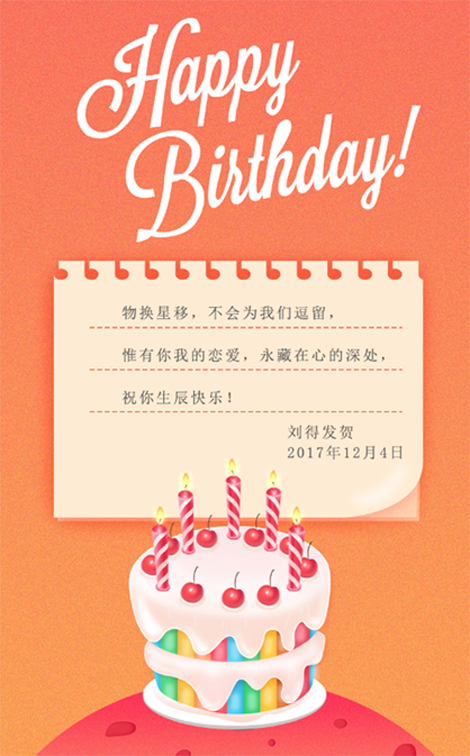 Happy
Birthday!
物换星移，不会为我们逗留，
惟有你我的恋爱，永藏在心的深处，
祝你生辰快乐！
刘得发贺
2017年12月4日